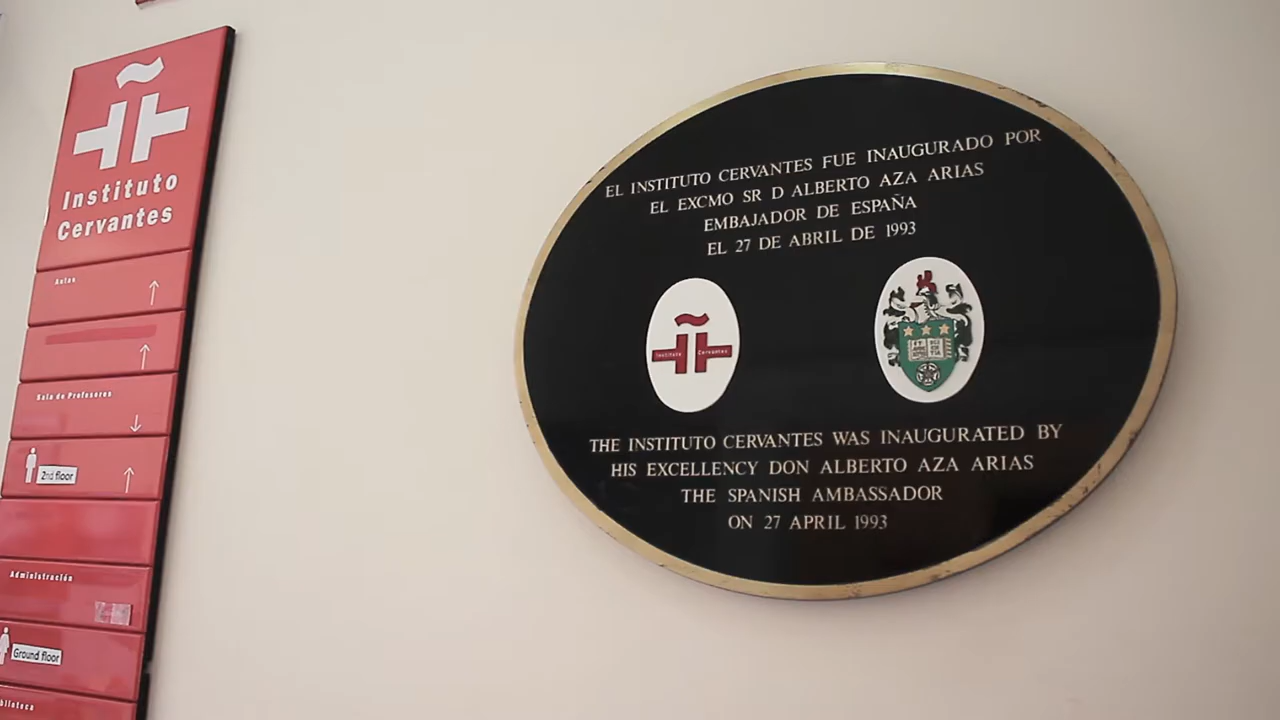 Instituto
Cervantes
Aulas
Sala de Profesores
2nd floor
Administración
Ground floor
EL INSTITUTO CERVANTES FUE INAUGURADO POR
EL EXCMO SR D ALBERTO AZA ARIAS
EMBAJADOR DE ESPAÑA
EL 27 DE ABRIL DE 1993
Instituto Cervantes
THE INSTITUTO CERVANTES WAS INAUGURATED BY
HIS EXCELLENCY DON ALBERTO AZA ARIAS
THE SPANISH AMBASSADOR
ON 27 APRIL 1993